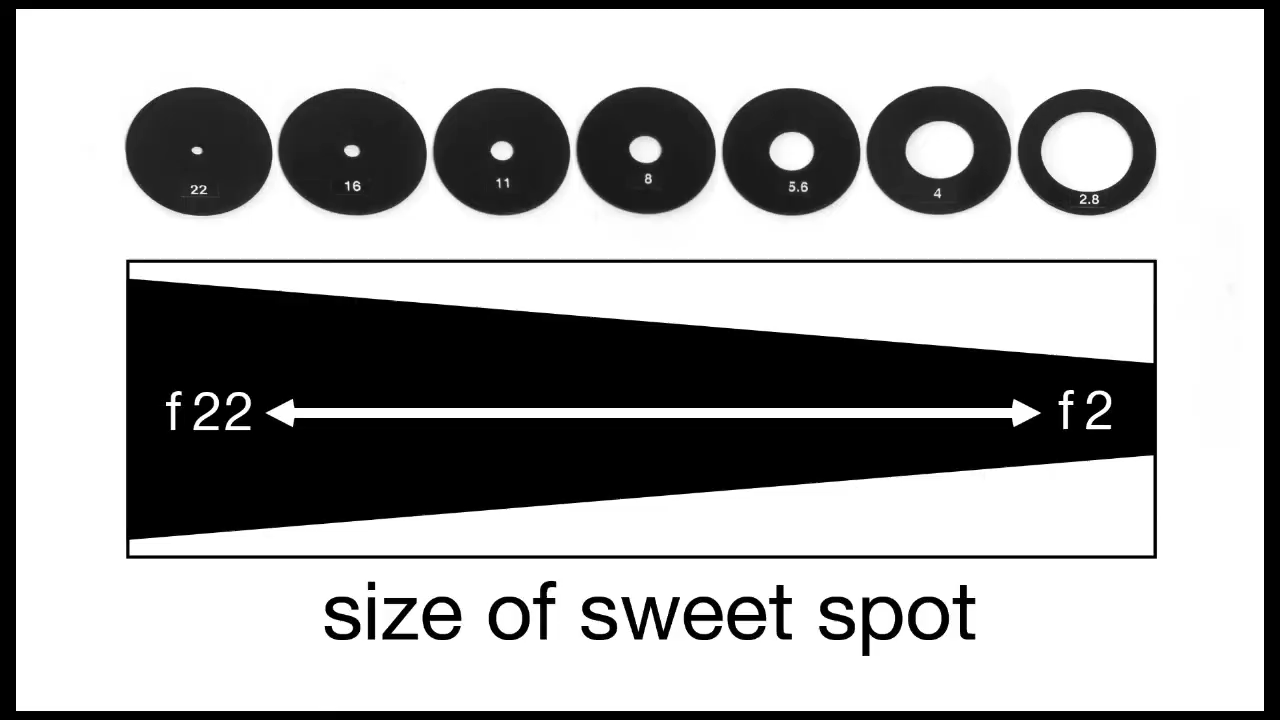 22 16 11 8 5.6 4 2.8
f 22 f 2
size of sweet spot